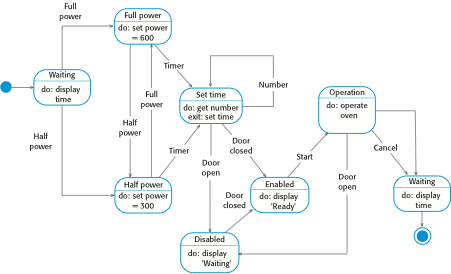 Full
power
Full power
do: set power
= 600
Timer
Number
Waiting
do: display
time
Full
power
Half
power
Set time
do: get number
exit: set time
Operation
do: operate
oven
Half
power
Timer
Door
open
Door
closed
Start
Door
open
Cancel
Half power
do: set power
= 300
Door
closed
Enabled
do: display
'Ready'
Waiting
do: display
time
Disabled
do: display
'Waiting'